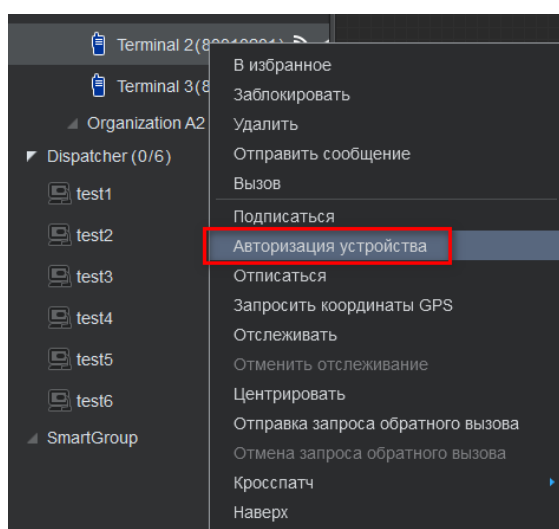 Terminal 2
В избранное
Terminal 3(8
Заблокировать
Organization A2
Удалить
Dispatcher (0/6)
Отправить сообщение
Вызов
test1
Подписаться
test2
Авторизация устройства
test3
Отписаться
Запросить координаты GPS
test4
Отслеживать
test5
Отменить отслеживание
Центрировать
test6
Отправка запроса обратного вызова
SmartGroup
Отмена запроса обратного вызова
Кросспатч
Наверх